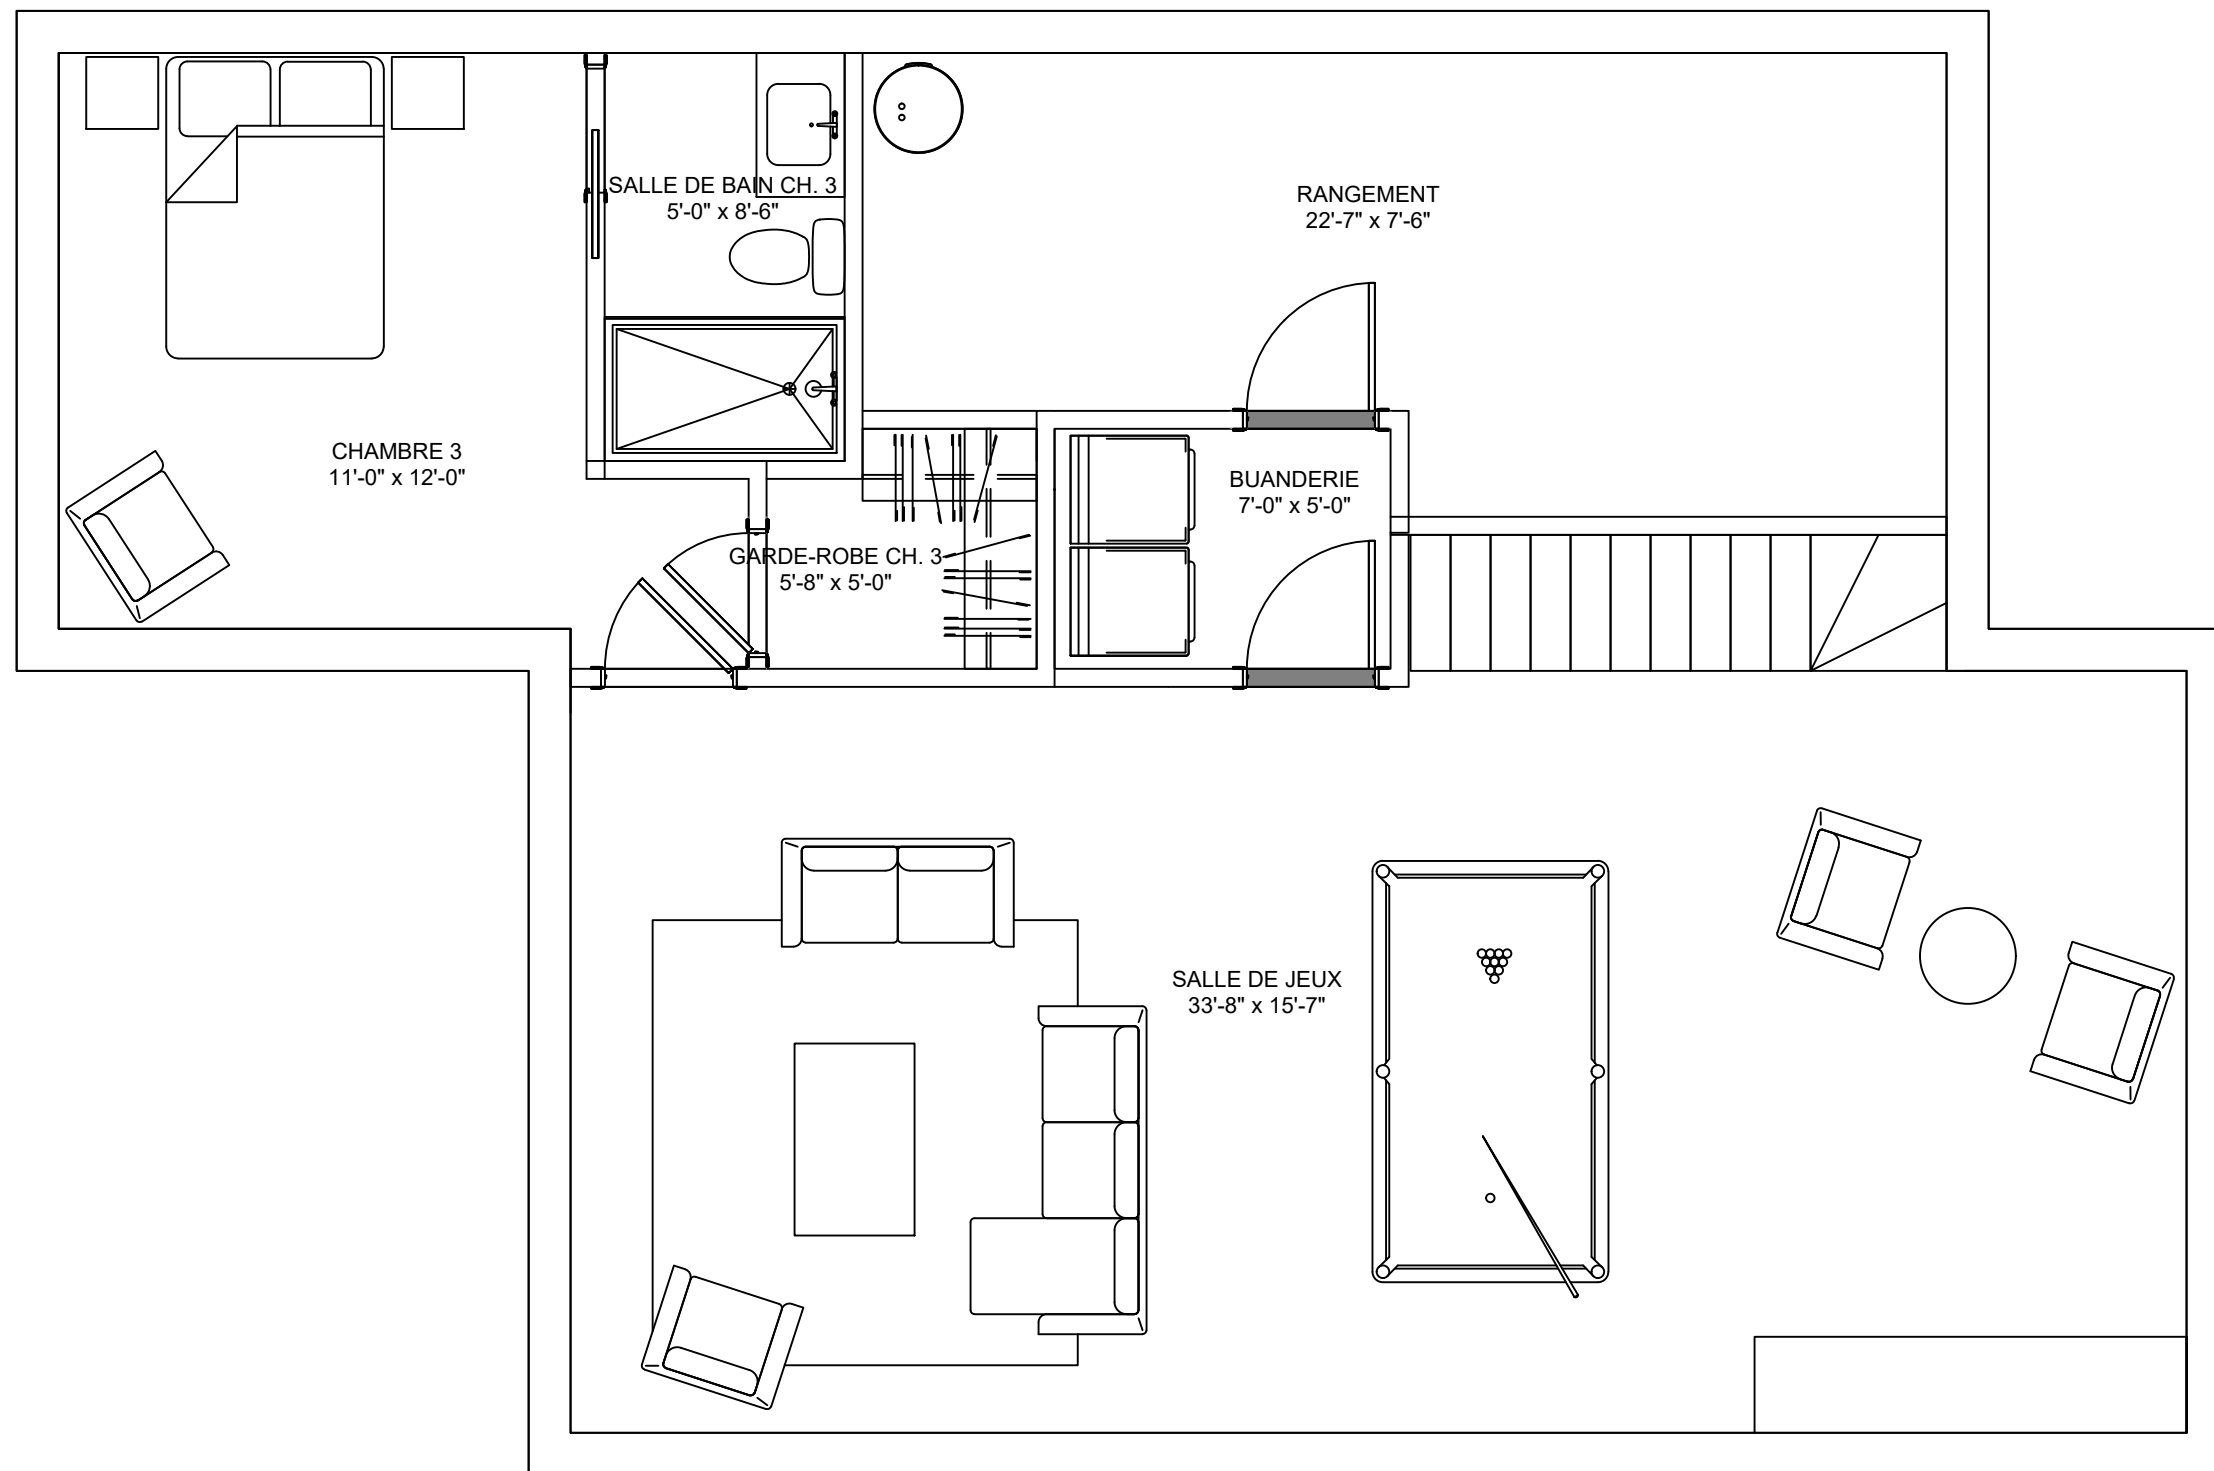 SALLE DE BAIN CH. 3
5'-0" x 8'-6"
RANGEMENT
22'-7" x 7'-6"
CHAMBRE 3
11'-0" x 12'-0"
BUANDERIE
7'-0" x 5'-0"
GARDE-ROBE CH. 3
5'-8" x 5'-0"
SALLE DE JEUX
33'-8" x 15'-7"